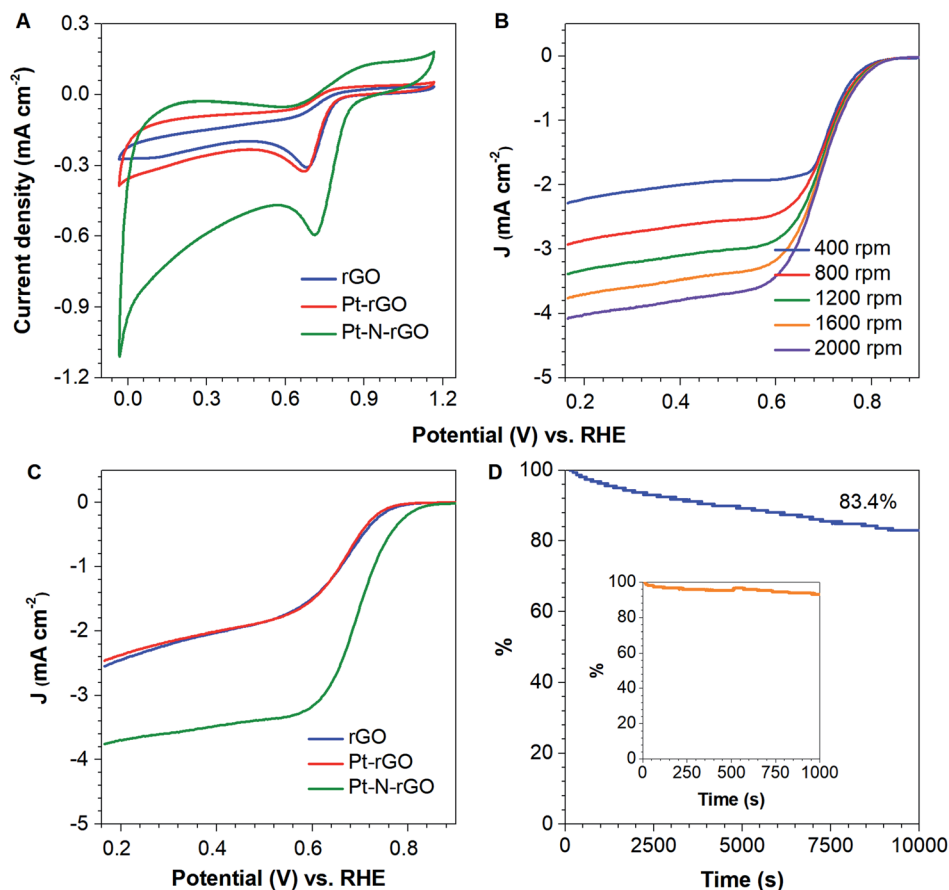 A
Current density (mA cm-2)
0.3
0.0
-0.3
-0.6
-0.9
-1.2
0.0 0.3 0.6 0.9 1.2
rGO
Pt-rGO
Pt-N-rGO
B
J (mA cm-2)
0
-1
-2
-3
-4
-5
0.2 0.4 0.6 0.8
400 rpm
800 rpm
1200 rpm
1600 rpm
2000 rpm
Potential (V) vs. RHE
C
J (mA cm-2)
0
-1
-2
-3
-4
-5
0.2 0.4 0.6 0.8
rGO
Pt-rGO
Pt-N-rGO
Potential (V) vs. RHE
D
%
100
80
60
40
20
0
0 2500 5000 7500 10000
83.4%
%
100
80
60
40
20
0
0 250 500 750 1000
Time (s)
Time (s)